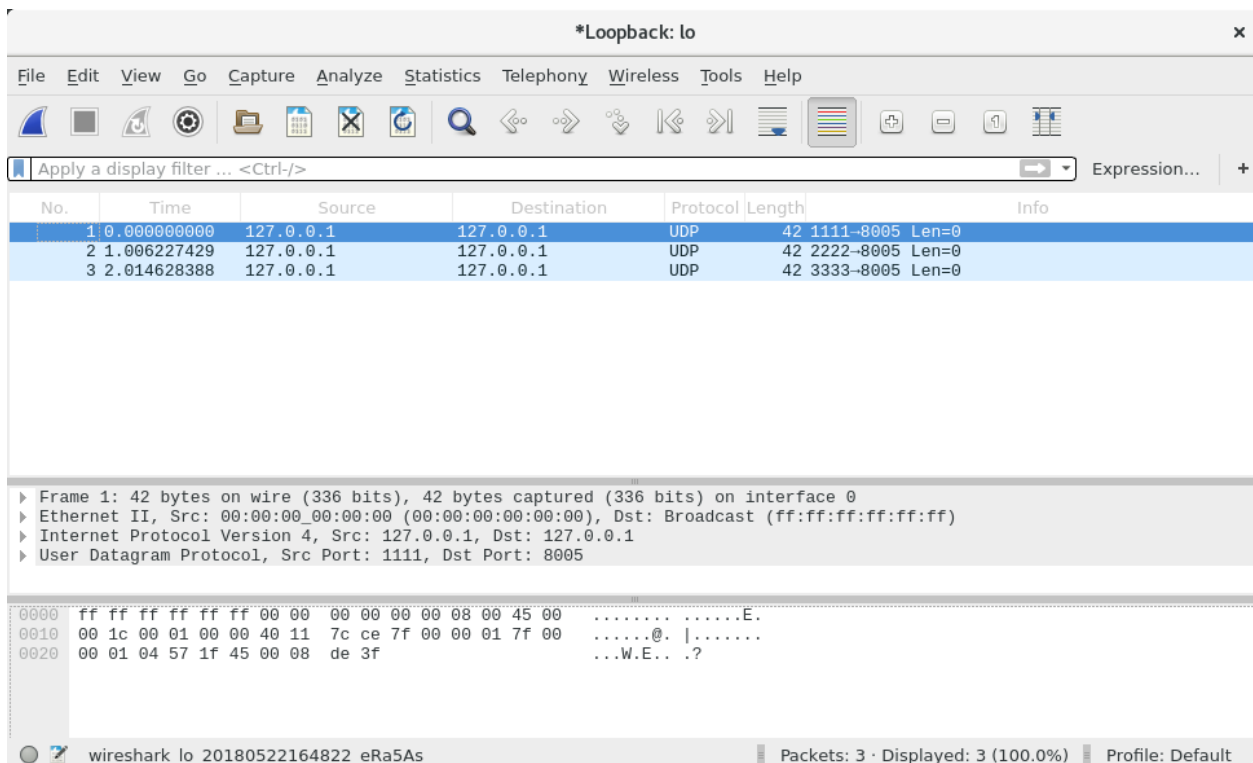 *Loopback: lo ×
File Edit View Go Capture Analyze Statistics Telephony Wireless Tools Help
Apply a display filter ... <Ctrl-/> Expression... +
No. Time Source Destination Protocol Length Info
1 0.000000000 127.0.0.1 127.0.0.1 UDP 42 1111→8005 Len=0
2 1.006227429 127.0.0.1 127.0.0.1 UDP 42 2222→8005 Len=0
3 2.014628388 127.0.0.1 127.0.0.1 UDP 42 3333→8005 Len=0
Frame 1: 42 bytes on wire (336 bits), 42 bytes captured (336 bits) on interface 0
Ethernet II, Src: 00:00:00_00:00:00 (00:00:00:00:00:00), Dst: Broadcast (ff:ff:ff:ff:ff:ff)
Internet Protocol Version 4, Src: 127.0.0.1, Dst: 127.0.0.1
User Datagram Protocol, Src Port: 1111, Dst Port: 8005
0000 ff ff ff ff ff ff 00 00 00 00 00 00 08 00 45 00 ........ ......E.
0010 00 1c 00 01 00 00 40 11 7c ce 7f 00 00 01 7f 00 ......@. |.......
0020 00 01 04 57 1f 45 00 08 de 3f ...W.E.. .?
wireshark_lo_20180522164822_eRa5As Packets: 3 · Displayed: 3 (100.0%) Profile: Default